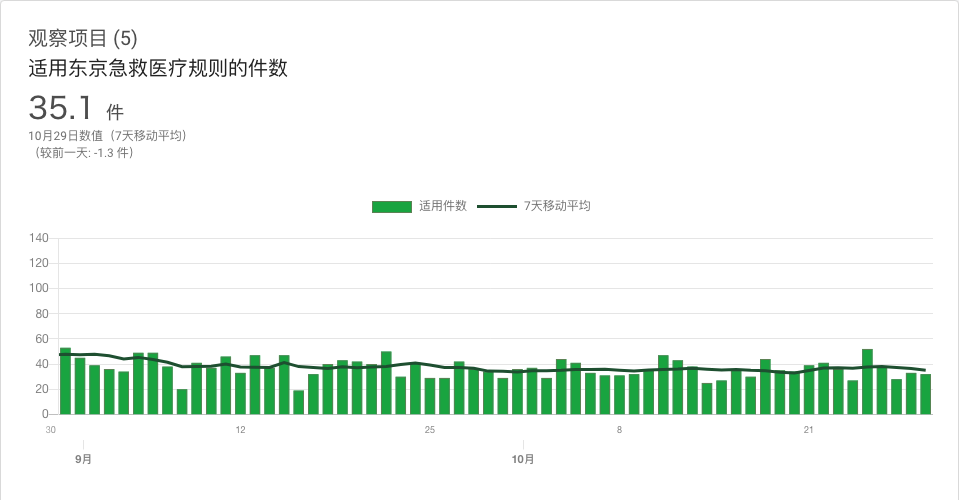 观察项目 (5)
适用东京急救医疗规则的件数
35.1 件
10月29日数值（7天移动平均）
（较前一天: -1.3 件）
适用件数 7天移动平均
140
120
100
80
60
40
20
0
30 12 25 8 21
9月 10月